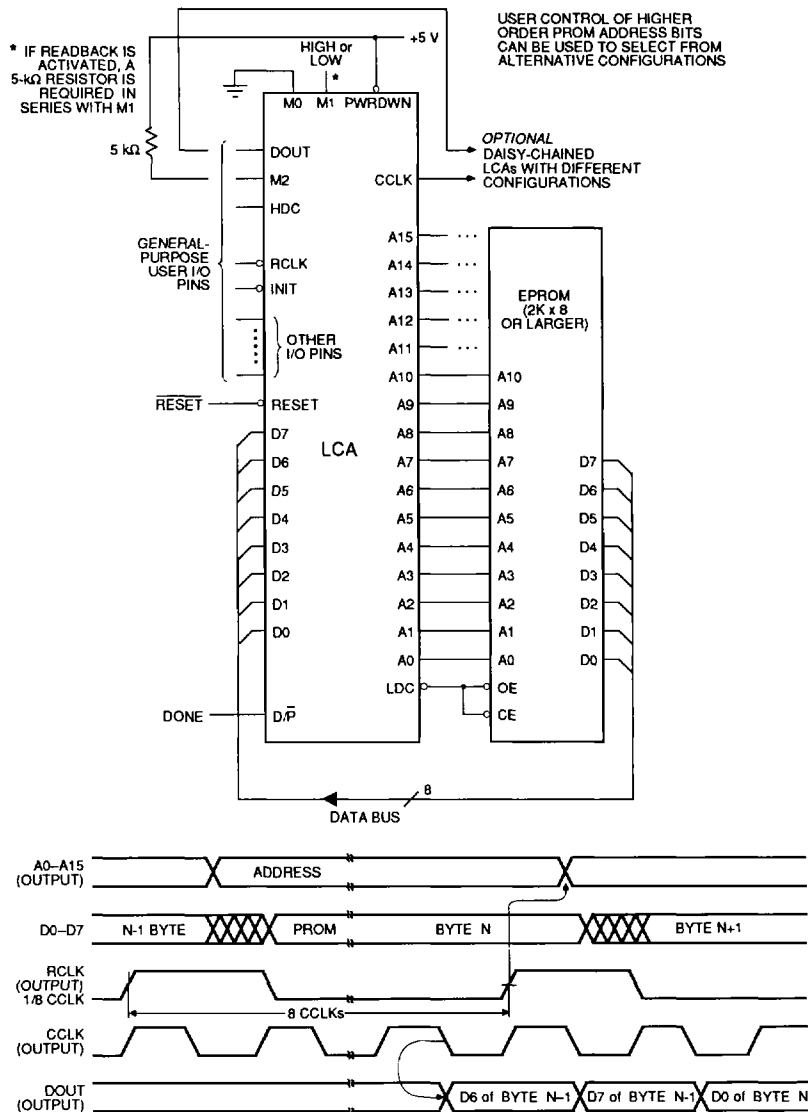 USER CONTROL OF HIGHER
ORDER PROM ADDRESS BITS
CAN BE USED TO SELECT FROM
ALTERNATIVE CONFIGURATIONS
+5 V
* IF READBACK IS
ACTIVATED, A
5-kΩ RESISTOR IS
REQUIRED IN
SERIES WITH M1
HIGH or
LOW
*
M0 M1 PWRDWN
5 kΩ
OPTIONAL
DAISY-CHAINED
LCAs WITH DIFFERENT
CONFIGURATIONS
DOUT
M2
CCLK
HDC
GENERAL-
PURPOSE
USER I/O
PINS
RCLK
INIT
OTHER
I/O PINS
RESET
RESET
D7
D6
D5
D4
D3
D2
D1
D0
DONE
D/P
LCA
A15 ...
A14 ...
A13 ...
A12 ...
A11 ...
A10
A9
A8
A7
A6
A5
A4
A3
A2
A1
A0
LDC
EPROM
(2K x 8
OR LARGER)
A10
A9
A8
A7
A6
A5
A4
A3
A2
A1
A0
OE
CE
D7
D6
D5
D4
D3
D2
D1
D0
8
DATA BUS
A0–A15
(OUTPUT)
ADDRESS
D0–D7
N-1 BYTE
PROM
BYTE N
BYTE N+1
RCLK
(OUTPUT)
1/8 CCLK
8 CCLKs
CCLK
(OUTPUT)
DOUT
(OUTPUT)
D6 of BYTE N–1
D7 of BYTE N-1
D0 of BYTE N